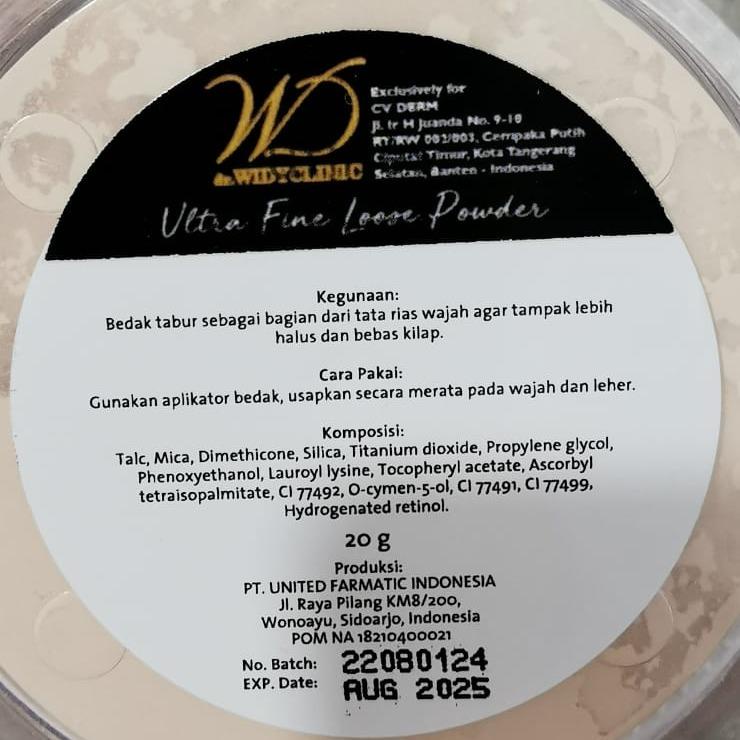 WD
dr.WIDYCLINIC
Exclusively for
CV DERM
Jl. Ir H Juanda No. 9-10
RT/RW 002/003, Cempaka Putih
Ciputat Timur, Kota Tangerang
Selatan, Banten - Indonesia
Ultra Fine Loose Powder
Kegunaan:
Bedak tabur sebagai bagian dari tata rias wajah agar tampak lebih
halus dan bebas kilap.
Cara Pakai:
Gunakan aplikator bedak, usapkan secara merata pada wajah dan leher.
Komposisi:
Talc, Mica, Dimethicone, Silica, Titanium dioxide, Propylene glycol,
Phenoxyethanol, Lauroyl lysine, Tocopheryl acetate, Ascorbyl
tetraisopalmitate, CI 77492, O-cymen-5-ol, CI 77491, CI 77499,
Hydrogenated retinol.
20 g
Produksi:
PT. UNITED FARMATIC INDONESIA
Jl. Raya Pilang KM8/200,
Wonoayu, Sidoarjo, Indonesia
POM NA 18210400021
No. Batch: 22080124
EXP. Date: AUG 2025